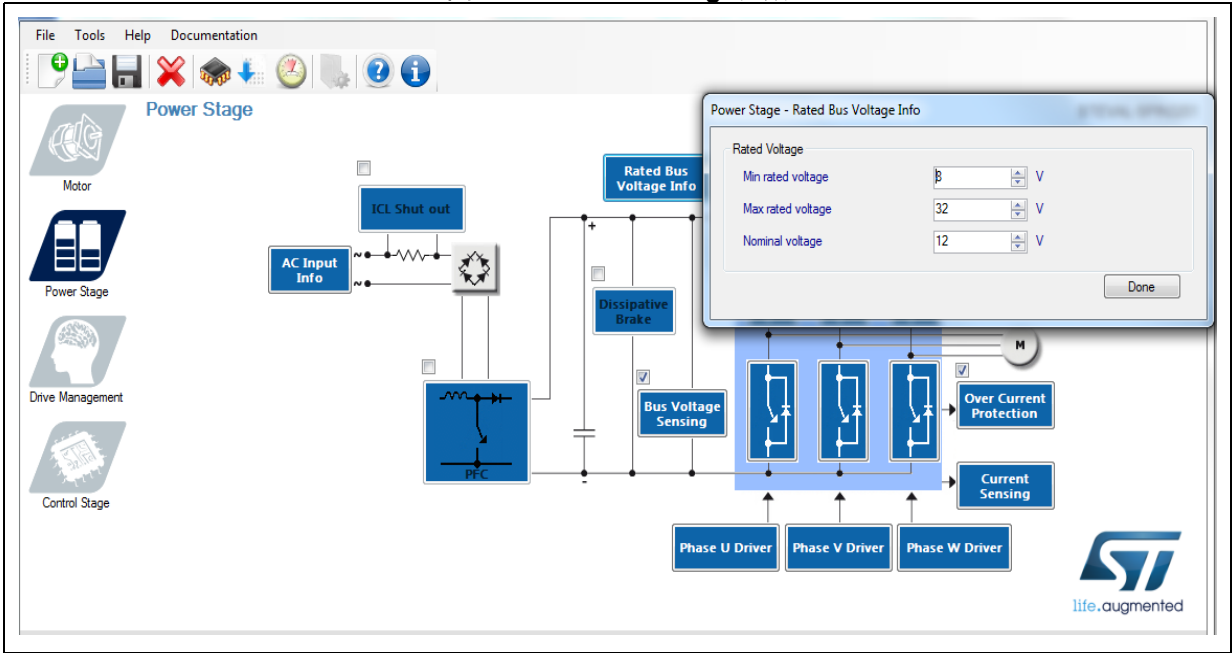 File Tools Help Documentation
Power Stage
Power Stage - Rated Bus Voltage Info
Rated Voltage
Min rated voltage 8 V
Max rated voltage 32 V
Nominal voltage 12 V
Done
Motor
Power Stage
Drive Management
Control Stage
Rated Bus
Voltage Info
ICL Shut out
AC Input
Info
~
~
+
Dissipative
Brake
Bus Voltage
Sensing
PFC
-
M
Over Current
Protection
Current
Sensing
Phase U Driver
Phase V Driver
Phase W Driver
ST
life.augmented